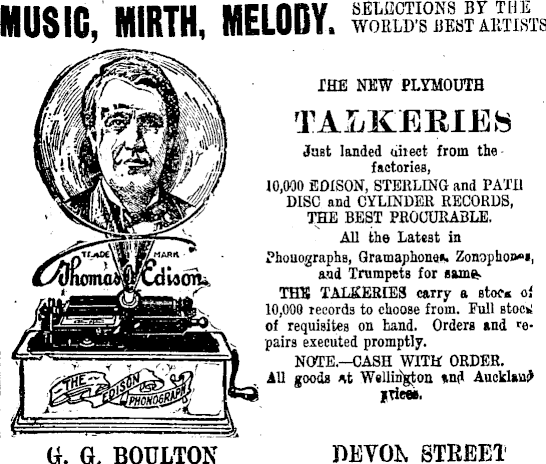 MUSIC, MIRTH, MELODY.
SELECTIONS BY THE
WORLD'S BEST ARTISTS
TRADE MARK
Thomas A Edison
THE EDISON PHONOGRAPH
THE NEW PLYMOUTH
TALKERIES
Just landed direct from the
factories,
10,000 EDISON, STERLING and PATH
DISC and CYLINDER RECORDS,
THE BEST PROCURABLE.
All the Latest in
Phonographs, Gramaphones, Zonophones,
and Trumpets for same.
THE TALKERIES carry a stock of
10,000 records to choose from. Full stock
of requisites on hand. Orders and re-
pairs executed promptly.
NOTE.—CASH WITH ORDER.
All goods at Wellington and Auckland
prices.
G. G. BOULTON
DEVON STREET